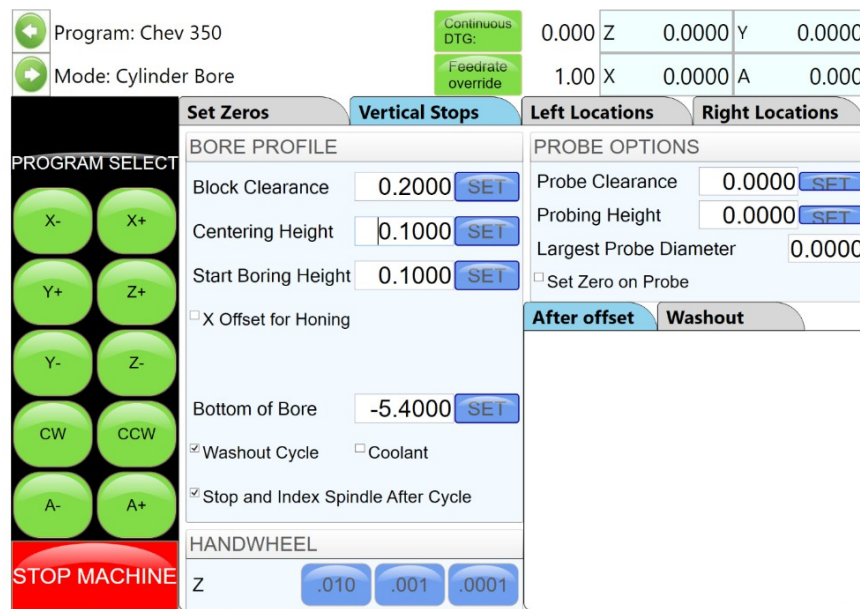 Program: Chev 350
Continuous DTG:
0.000 Z 0.0000 Y 0.0000
Mode: Cylinder Bore
Feedrate override
1.00 X 0.0000 A 0.000
Set Zeros Vertical Stops Left Locations Right Locations
PROGRAM SELECT
X- X+
Y+ Z+
Y- Z-
CW CCW
A- A+
STOP MACHINE
BORE PROFILE
Block Clearance 0.2000 SET
Centering Height 0.1000 SET
Start Boring Height 0.1000 SET
X Offset for Honing
Bottom of Bore -5.4000 SET
Washout Cycle Coolant
Stop and Index Spindle After Cycle
HANDWHEEL
Z .010 .001 .0001
PROBE OPTIONS
Probe Clearance 0.0000 SET
Probing Height 0.0000 SET
Largest Probe Diameter 0.0000
Set Zero on Probe
After offset Washout